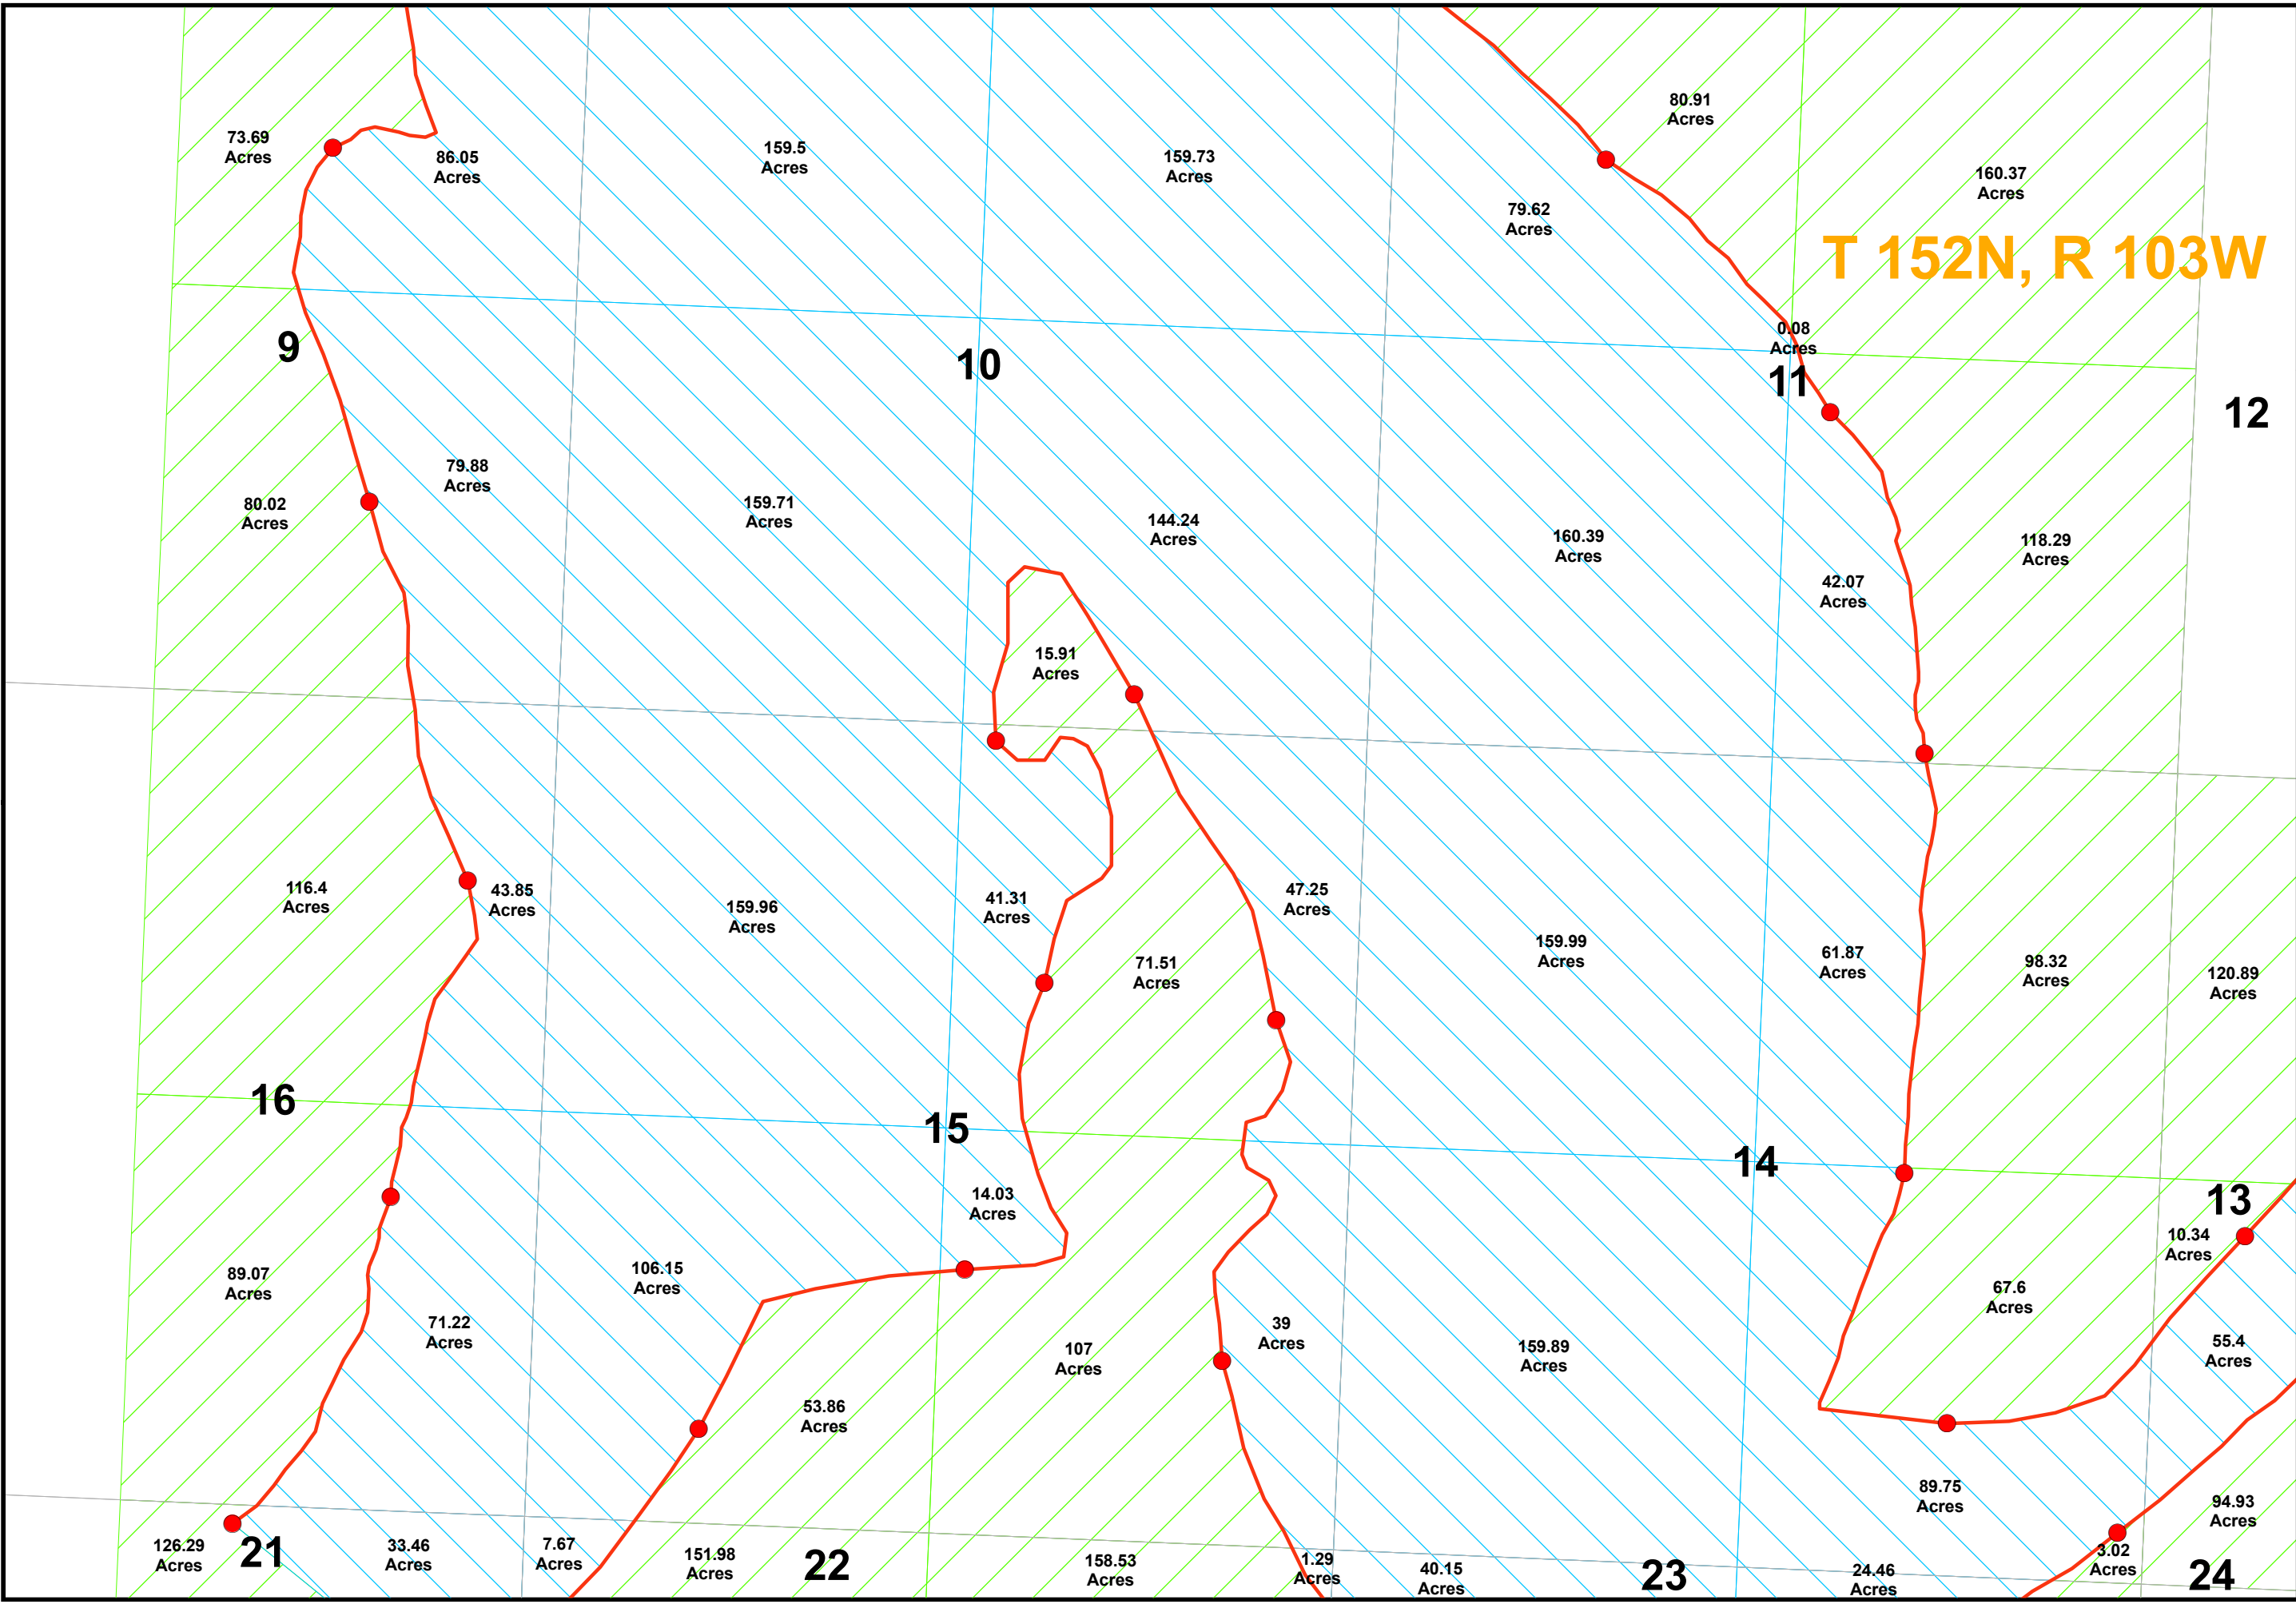 80.91
Acres
73.69
Acres
86.05
Acres
159.5
Acres
159.73
Acres
160.37
Acres
79.62
Acres
T 152N, R 103W
0.08
Acres
9
10
11
12
79.88
Acres
80.02
Acres
159.71
Acres
144.24
Acres
160.39
Acres
118.29
Acres
42.07
Acres
15.91
Acres
116.4
Acres
43.85
Acres
159.96
Acres
41.31
Acres
47.25
Acres
71.51
Acres
159.99
Acres
61.87
Acres
98.32
Acres
120.89
Acres
16
15
14
13
14.03
Acres
10.34
Acres
89.07
Acres
106.15
Acres
67.6
Acres
71.22
Acres
39
Acres
107
Acres
159.89
Acres
55.4
Acres
53.86
Acres
89.75
Acres
94.93
Acres
126.29
Acres
21
33.46
Acres
7.67
Acres
151.98
Acres
22
158.53
Acres
1.29
Acres
40.15
Acres
23
24.46
Acres
3.02
Acres
24